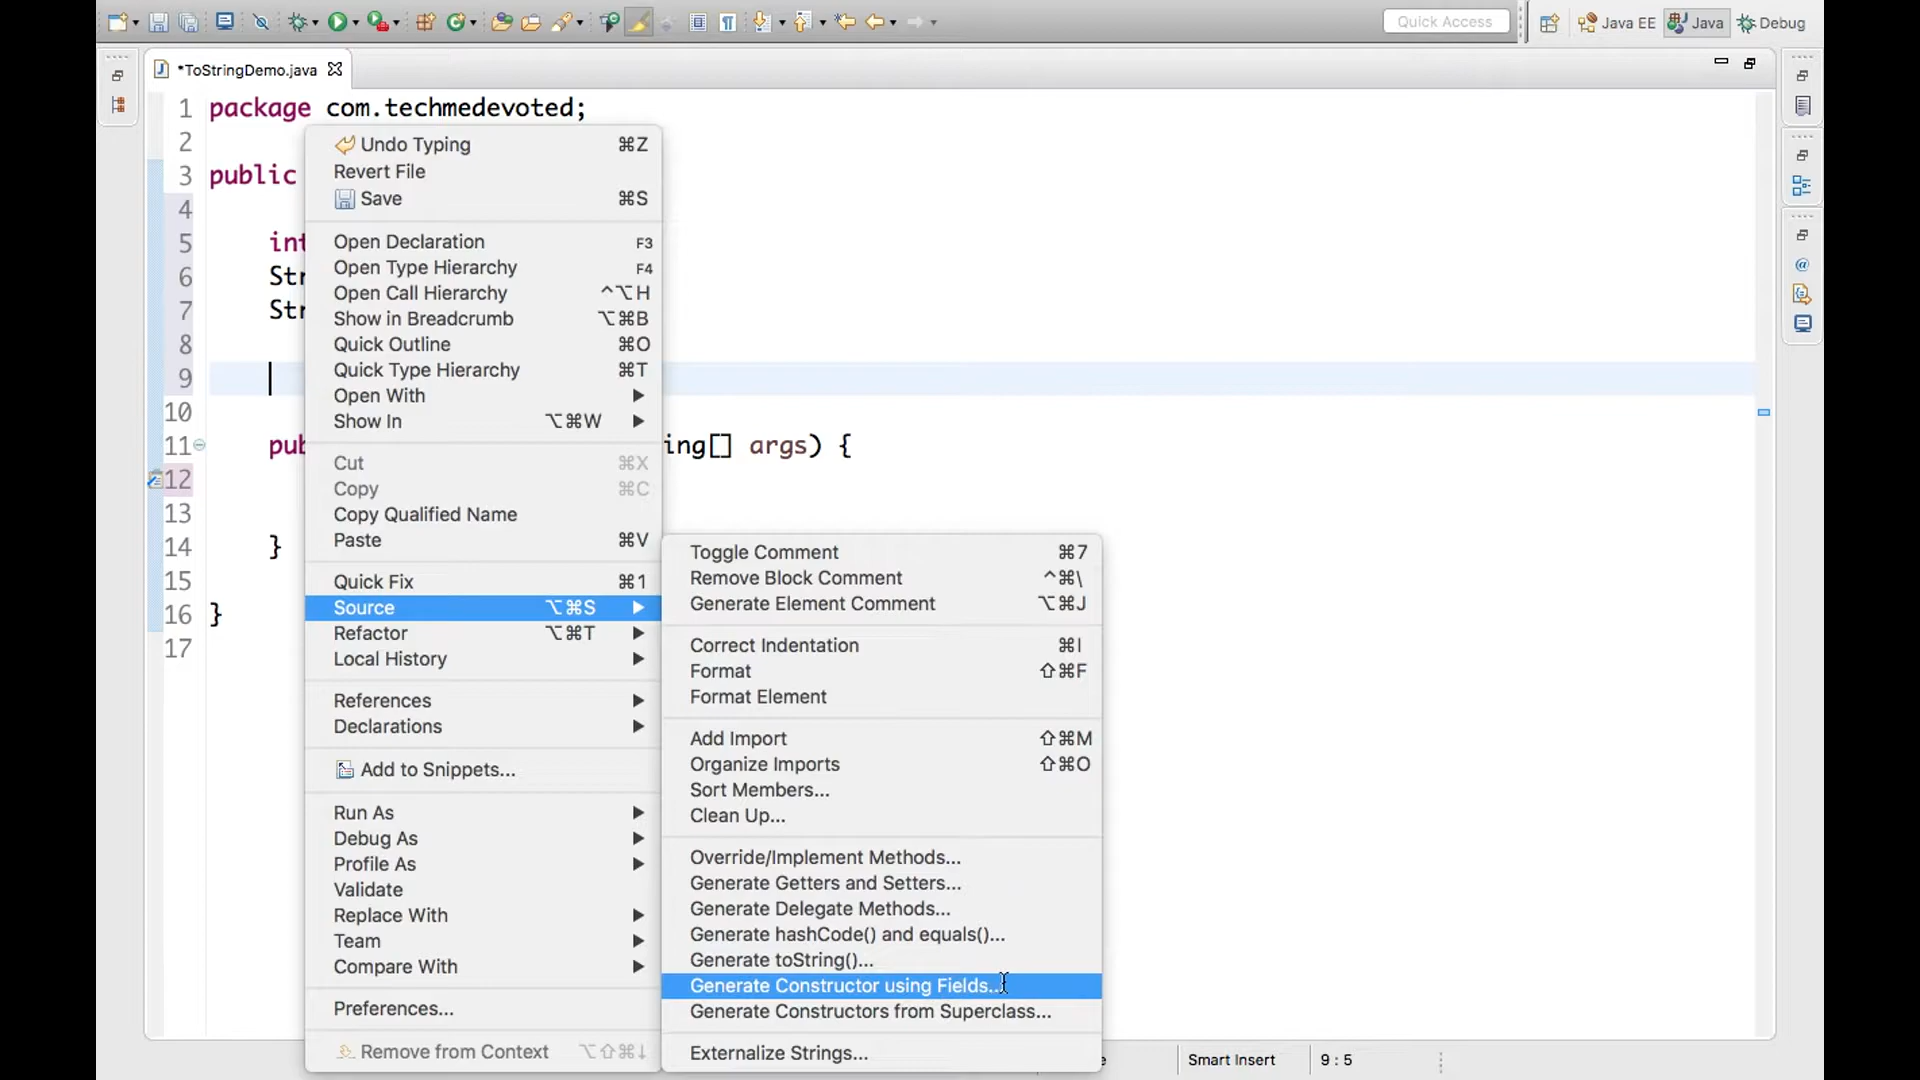 Quick Access
Java EE
Java
Debug
*ToStringDemo.java
1 package com.techmedevoted;
2
3 public
4
5 int
6 Str
7 Str
8
9
10
11 pub ing[] args) {
12
13
14 }
15
16 }
17
Undo Typing ⌘Z
Revert File
Save ⌘S
Open Declaration F3
Open Type Hierarchy F4
Open Call Hierarchy ^⌥H
Show in Breadcrumb ⌥⌘B
Quick Outline ⌘O
Quick Type Hierarchy ⌘T
Open With
Show In ⌥⌘W
Cut ⌘X
Copy ⌘C
Copy Qualified Name
Paste ⌘V
Quick Fix ⌘1
Source ⌥⌘S
Refactor ⌥⌘T
Local History
References
Declarations
Add to Snippets...
Run As
Debug As
Profile As
Validate
Replace With
Team
Compare With
Preferences...
Remove from Context ⌥⇧⌘↓
Toggle Comment ⌘7
Remove Block Comment ^⌘\
Generate Element Comment ⌥⌘J
Correct Indentation ⌘I
Format ⇧⌘F
Format Element
Add Import ⇧⌘M
Organize Imports ⇧⌘O
Sort Members...
Clean Up...
Override/Implement Methods...
Generate Getters and Setters...
Generate Delegate Methods...
Generate hashCode() and equals()...
Generate toString()...
Generate Constructor using Fields...
Generate Constructors from Superclass...
Externalize Strings...
e
Smart Insert
9 : 5